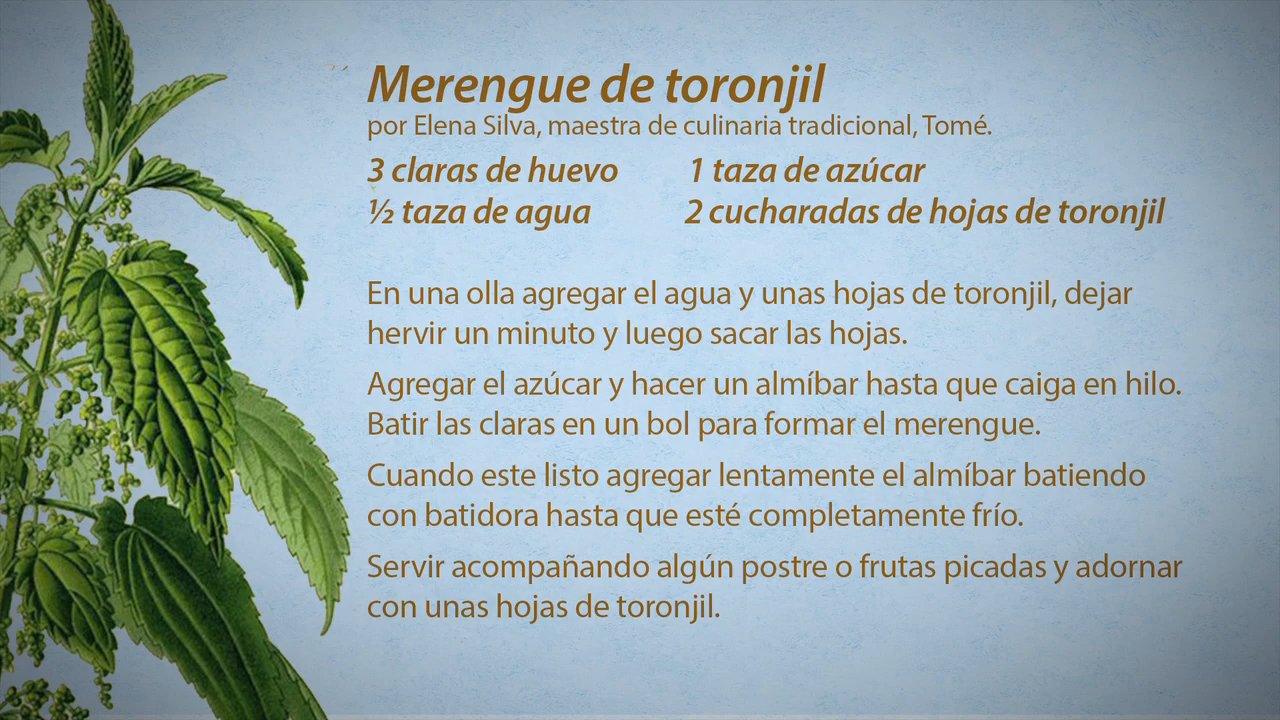 Merengue de toronjil
por Elena Silva, maestra de culinaria tradicional, Tomé.
3 claras de huevo 1 taza de azúcar
½ taza de agua 2 cucharadas de hojas de toronjil
En una olla agregar el agua y unas hojas de toronjil, dejar
hervir un minuto y luego sacar las hojas.
Agregar el azúcar y hacer un almíbar hasta que caiga en hilo.
Batir las claras en un bol para formar el merengue.
Cuando este listo agregar lentamente el almíbar batiendo
con batidora hasta que esté completamente frío.
Servir acompañando algún postre o frutas picadas y adornar
con unas hojas de toronjil.